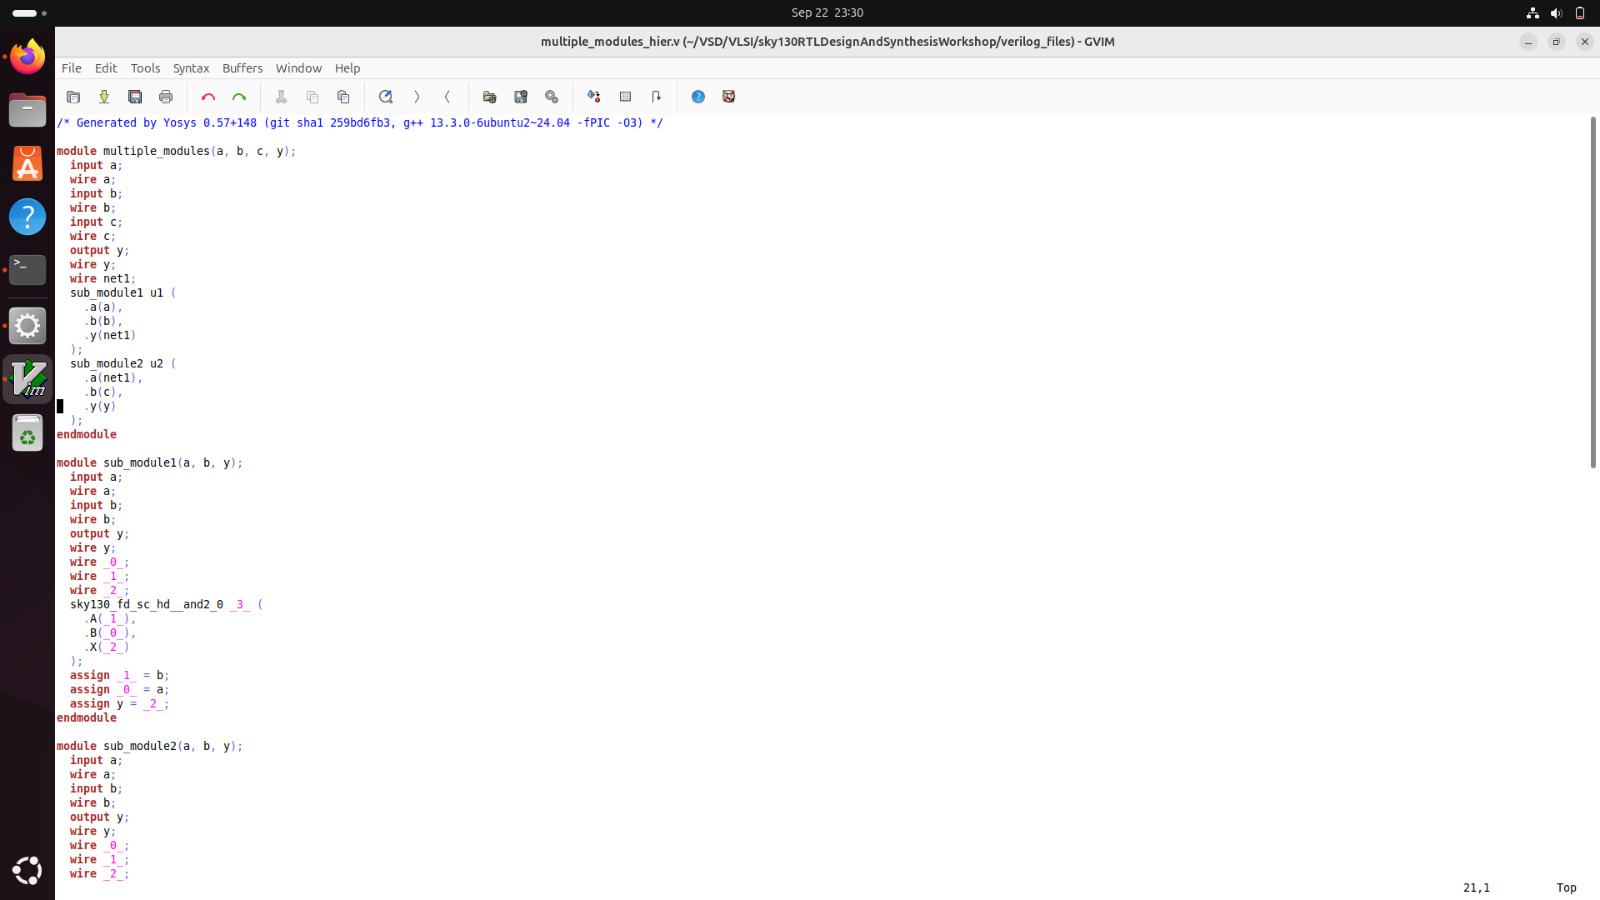 Sep 22 23:30
multiple_modules_hier.v (~/VSD/VLSI/sky130RTLDesignAndSynthesisWorkshop/verilog_files) - GVIM
File Edit Tools Syntax Buffers Window Help
/* Generated by Yosys 0.57+148 (git sha1 259bd6fb3, g++ 13.3.0-6ubuntu2~24.04 -fPIC -O3) */
module multiple_modules(a, b, c, y);
input a;
wire a;
input b;
wire b;
input c;
wire c;
output y;
wire y;
wire net1;
sub_module1 u1 (
.a(a),
.b(b),
.y(net1)
);
sub_module2 u2 (
.a(net1),
.b(c),
.y(y)
);
endmodule
module sub_module1(a, b, y);
input a;
wire a;
input b;
wire b;
output y;
wire y;
wire _0_;
wire _1_;
wire _2_;
sky130_fd_sc_hd__and2_0 _3_ (
.A(_1_),
.B(_0_),
.X(_2_)
);
assign _1_ = b;
assign _0_ = a;
assign y = _2_;
endmodule
module sub_module2(a, b, y);
input a;
wire a;
input b;
wire b;
output y;
wire y;
wire _0_;
wire _1_;
wire _2_;
21,1 Top